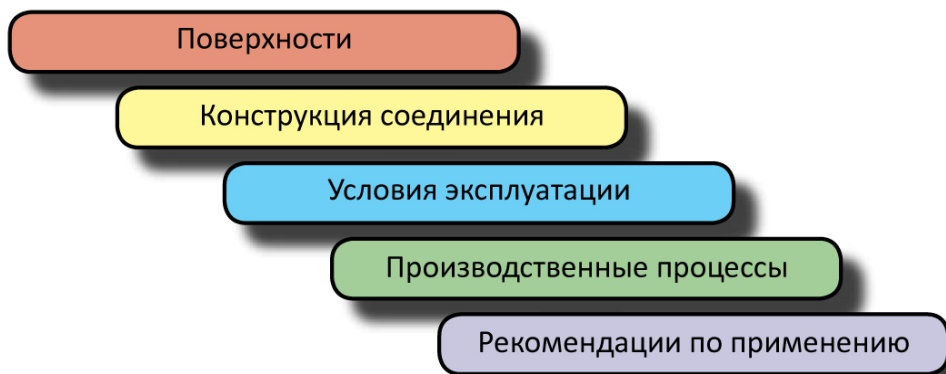 Поверхности
Конструкция соединения
Условия эксплуатации
Производственные процессы
Рекомендации по применению